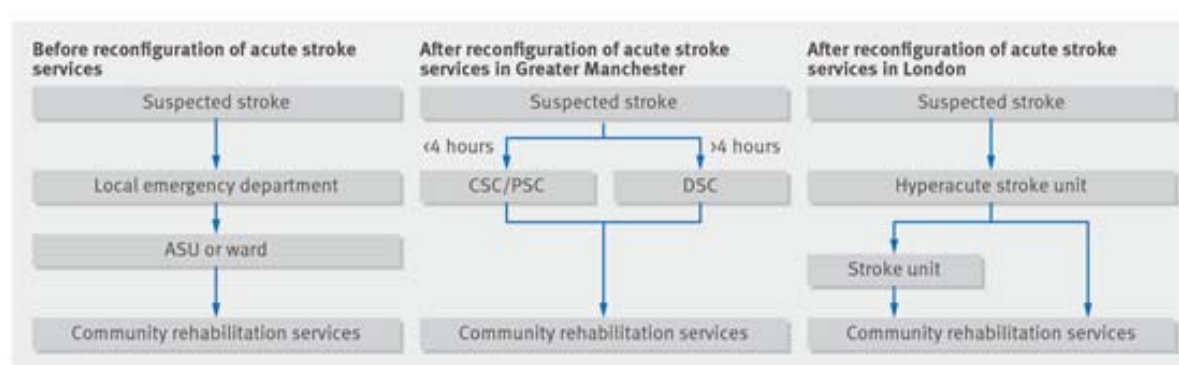 Before reconfiguration of acute stroke
services
Suspected stroke
Local emergency department
ASU or ward
Community rehabilitation services
After reconfiguration of acute stroke
services in Greater Manchester
Suspected stroke
<4 hours
>4 hours
CSC/PSC
DSC
Community rehabilitation services
After reconfiguration of acute stroke
services in London
Suspected stroke
Hyperacute stroke unit
Stroke unit
Community rehabilitation services